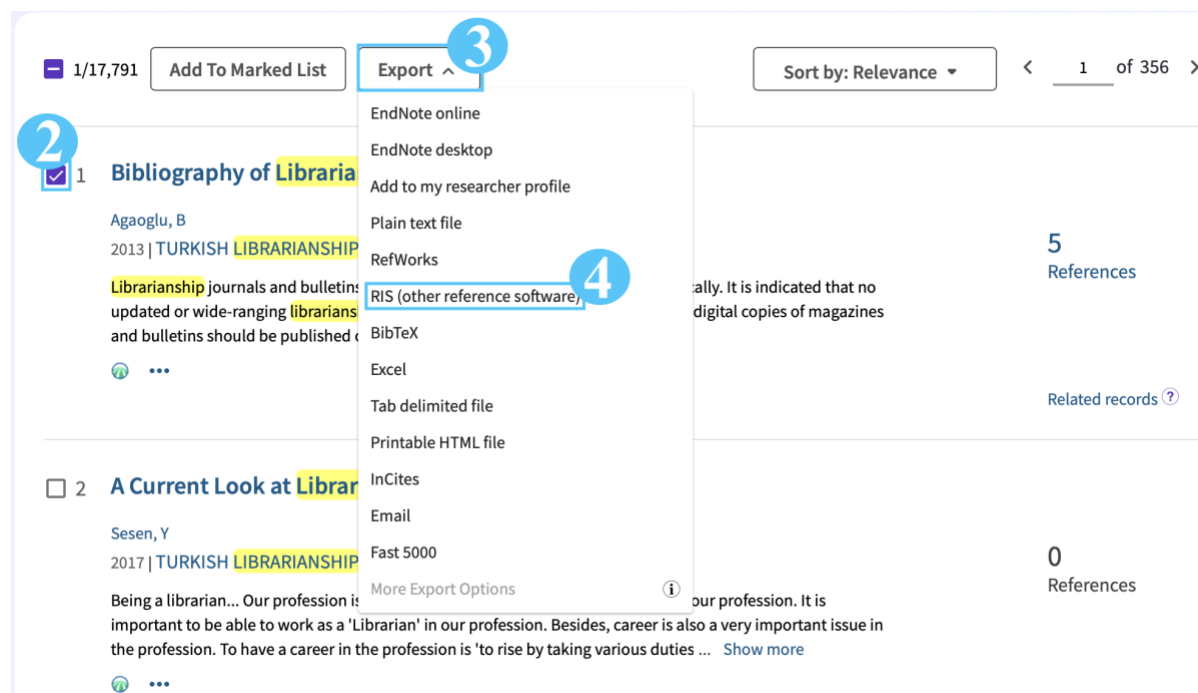 3
1/17,791 Add To Marked List Export Sort by: Relevance 1 of 356
EndNote online
2
EndNote desktop
1 Bibliography of Libraria
Add to my researcher profile
Agaoglu, B
Plain text file
5
2013 | TURKISH LIBRARIANSHIP
RefWorks
References
4
Librarianship journals and bulletins
RIS (other reference software)
ally. It is indicated that no
updated or wide-ranging librariansi
digital copies of magazines
BibTeX
and bulletins should be published
Excel
Related records ?
Tab delimited file
Printable HTML file
InCites
2 A Current Look at Librar
Email
Sesen, Y
Fast 5000
0
2017 | TURKISH LIBRARIANSHIP
References
More Export Options i
Being a librarian... Our profession is
our profession. It is
important to be able to work as a 'Librarian' in our profession. Besides, career is also a very important issue in
the profession. To have a career in the profession is 'to rise by taking various duties ... Show more